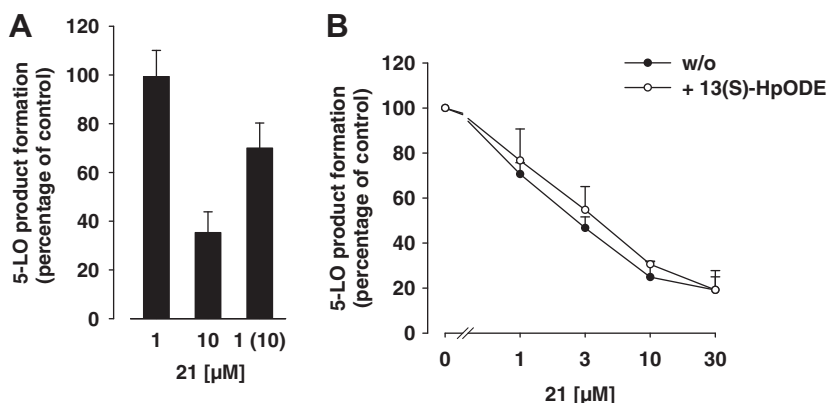 A
5-LO product formation
(percentage of control)
120
100
80
60
40
20
0
1 10 1 (10)
21 [µM]
B
w/o
+ 13(S)-HpODE
5-LO product formation
(percentage of control)
120
100
80
60
40
20
0
0 1 3 10 30
21 [µM]